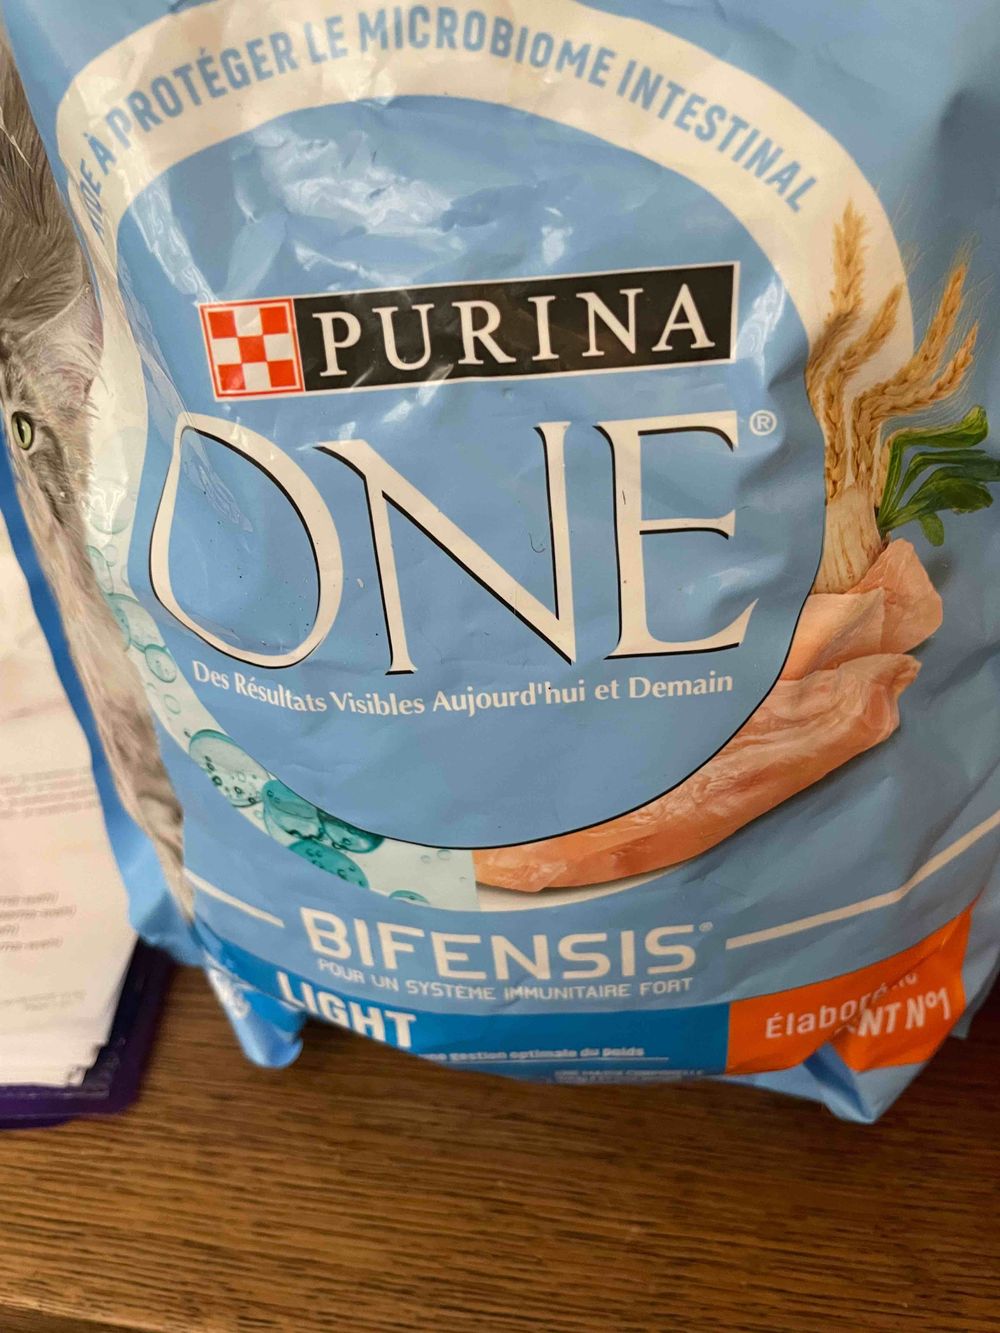 À PROTÉGER LE MICROBIOME INTESTINAL
PURINA
ONE®
Des Résultats Visibles Aujourd'hui et Demain
BIFENSIS®
POUR UN SYSTÈME IMMUNITAIRE FORT
LIGHT
gestion optimale du poids
Élaboré
NT N°1